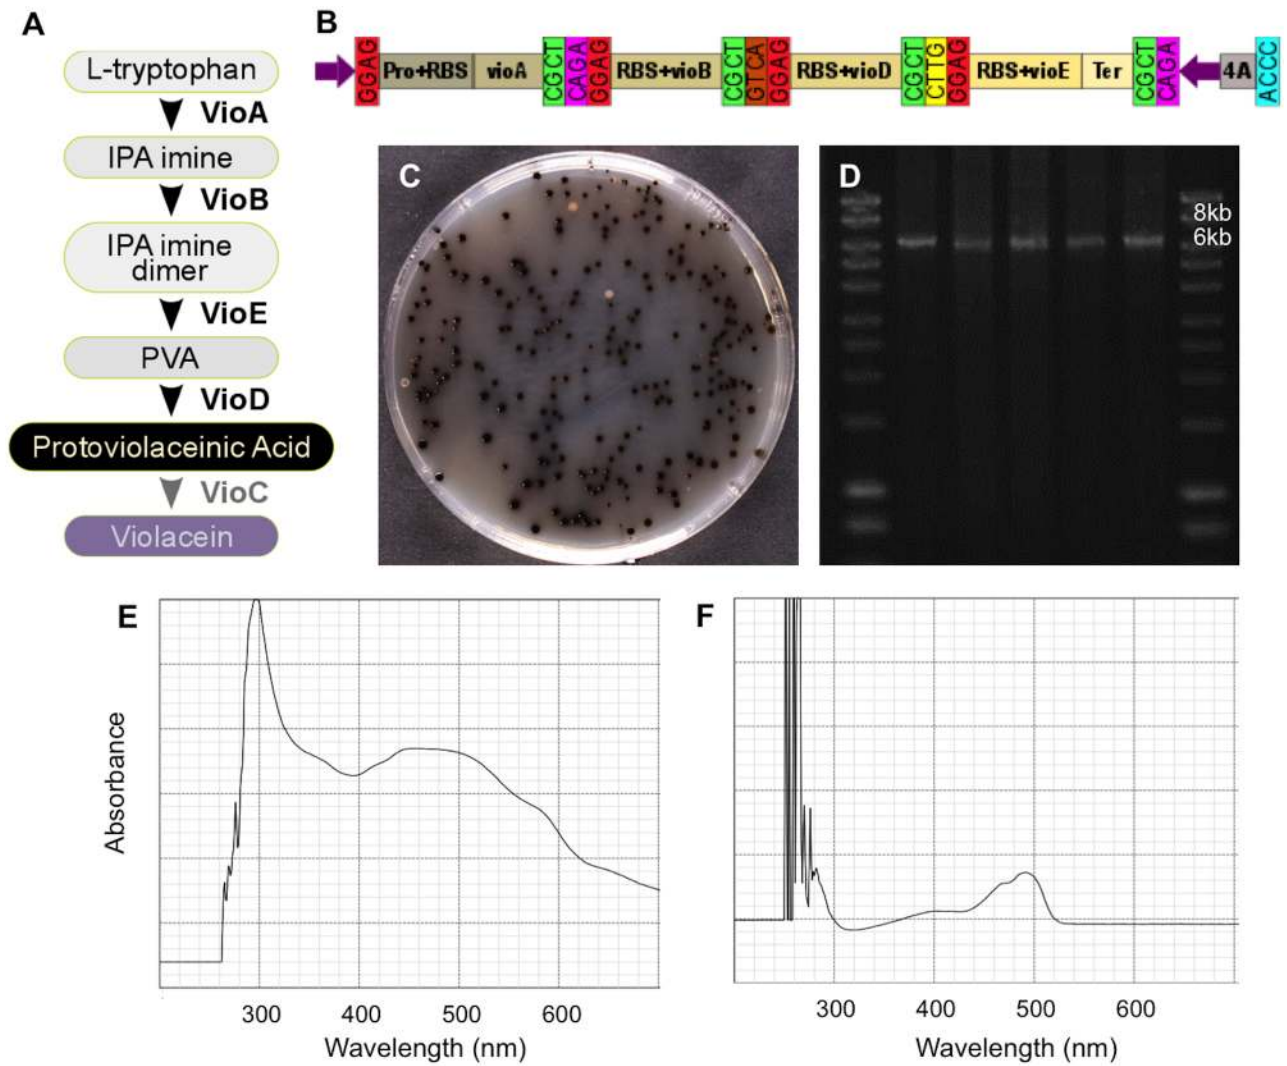 A
L-tryptophan
VioA
IPA imine
VioB
IPA imine
dimer
VioE
PVA
VioD
Protoviolaceinic Acid
VioC
Violacein
B
GGAG
Pro+RBS
vioA
CGCT
CAGA
GGAG
RBS+vioB
CGCT
GTCA
GGAG
RBS+vioD
CGCT
CTTG
GGAG
RBS+vioE
Ter
CGCT
CAGA
4A
ACCC
C
D
8kb
6kb
E
Absorbance
300 400 500 600
Wavelength (nm)
F
300 400 500 600
Wavelength (nm)